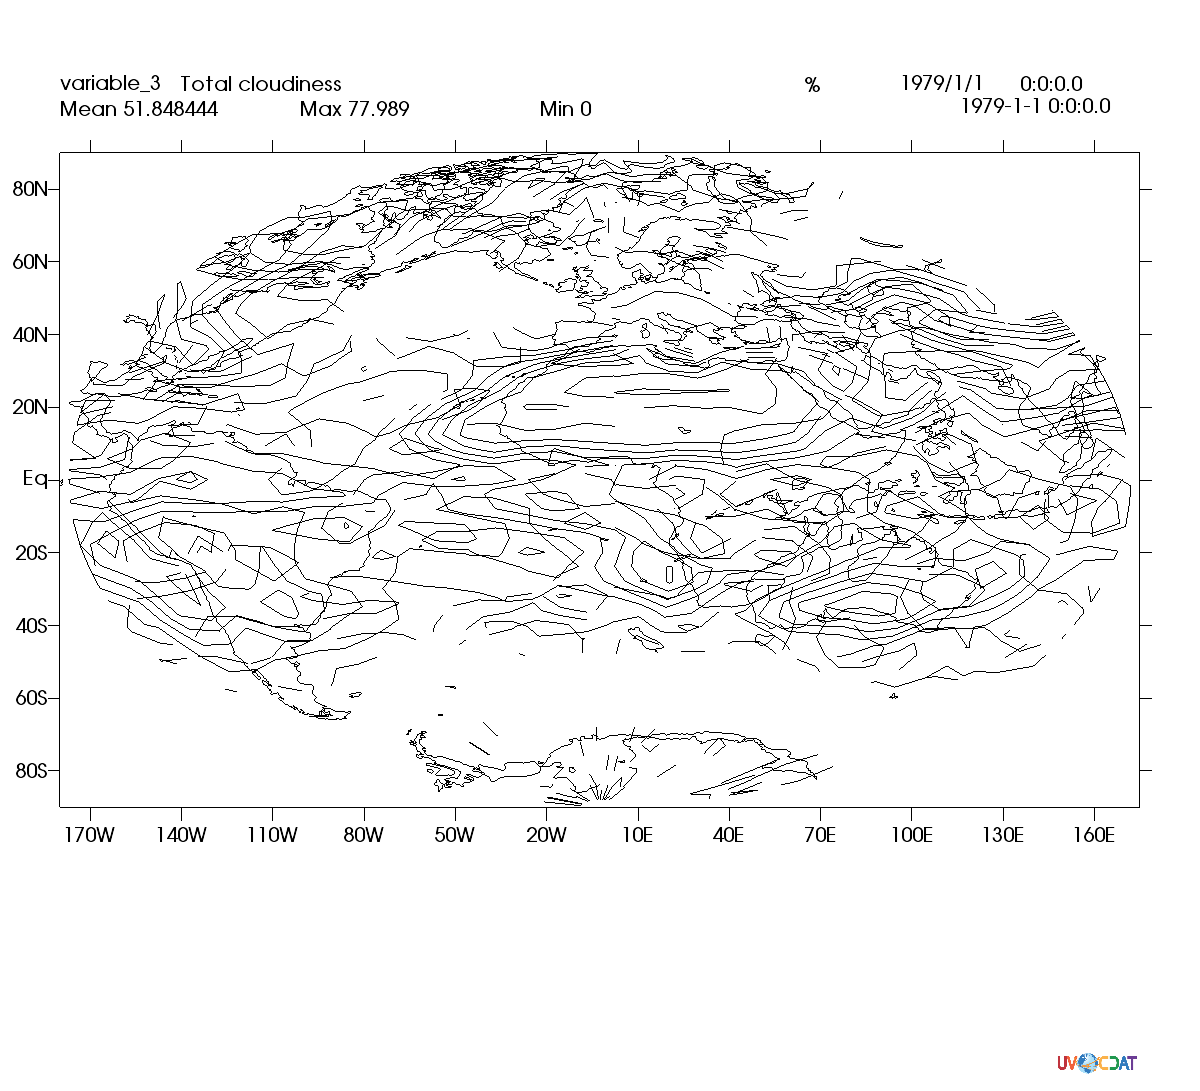 variable_3 Total cloudiness % 1979/1/1 0:0:0.0
Mean 51.848444 Max 77.989 Min 0 1979-1-1 0:0:0.0
80N
60N
40N
20N
Eq
20S
40S
60S
80S
170W 140W 110W 80W 50W 20W 10E 40E 70E 100E 130E 160E
UVCDAT